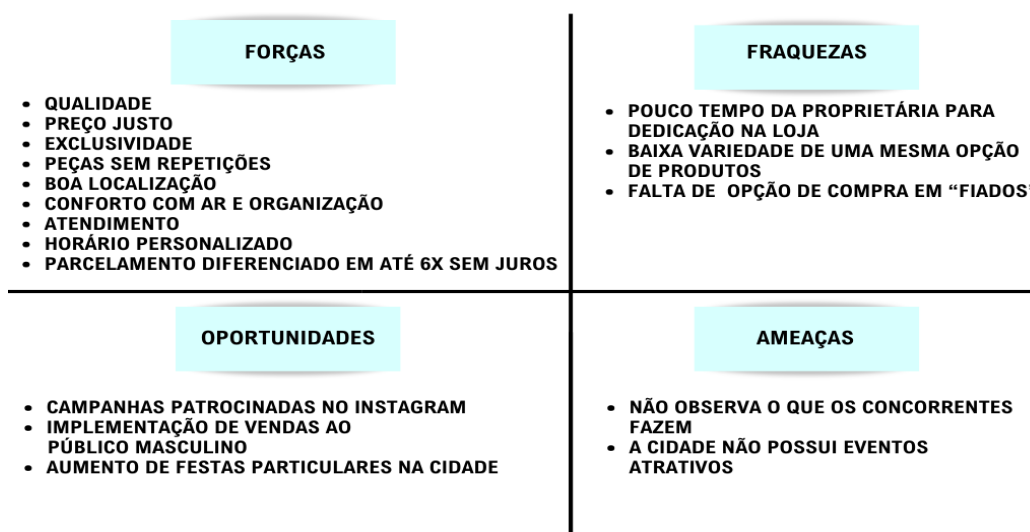 FORÇAS
• QUALIDADE
• PREÇO JUSTO
• EXCLUSIVIDADE
• PEÇAS SEM REPETIÇÕES
• BOA LOCALIZAÇÃO
• CONFORTO COM AR E ORGANIZAÇÃO
• ATENDIMENTO
• HORÁRIO PERSONALIZADO
• PARCELAMENTO DIFERENCIADO EM ATÉ 6X SEM JUROS
FRAQUEZAS
• POUCO TEMPO DA PROPRIETÁRIA PARA
DEDICAÇÃO NA LOJA
• BAIXA VARIEDADE DE UMA MESMA OPÇÃO
DE PRODUTOS
• FALTA DE OPÇÃO DE COMPRA EM “FIADOS”
OPORTUNIDADES
• CAMPANHAS PATROCINADAS NO INSTAGRAM
• IMPLEMENTAÇÃO DE VENDAS AO
PÚBLICO MASCULINO
• AUMENTO DE FESTAS PARTICULARES NA CIDADE
AMEAÇAS
• NÃO OBSERVA O QUE OS CONCORRENTES
FAZEM
• A CIDADE NÃO POSSUI EVENTOS
ATRATIVOS